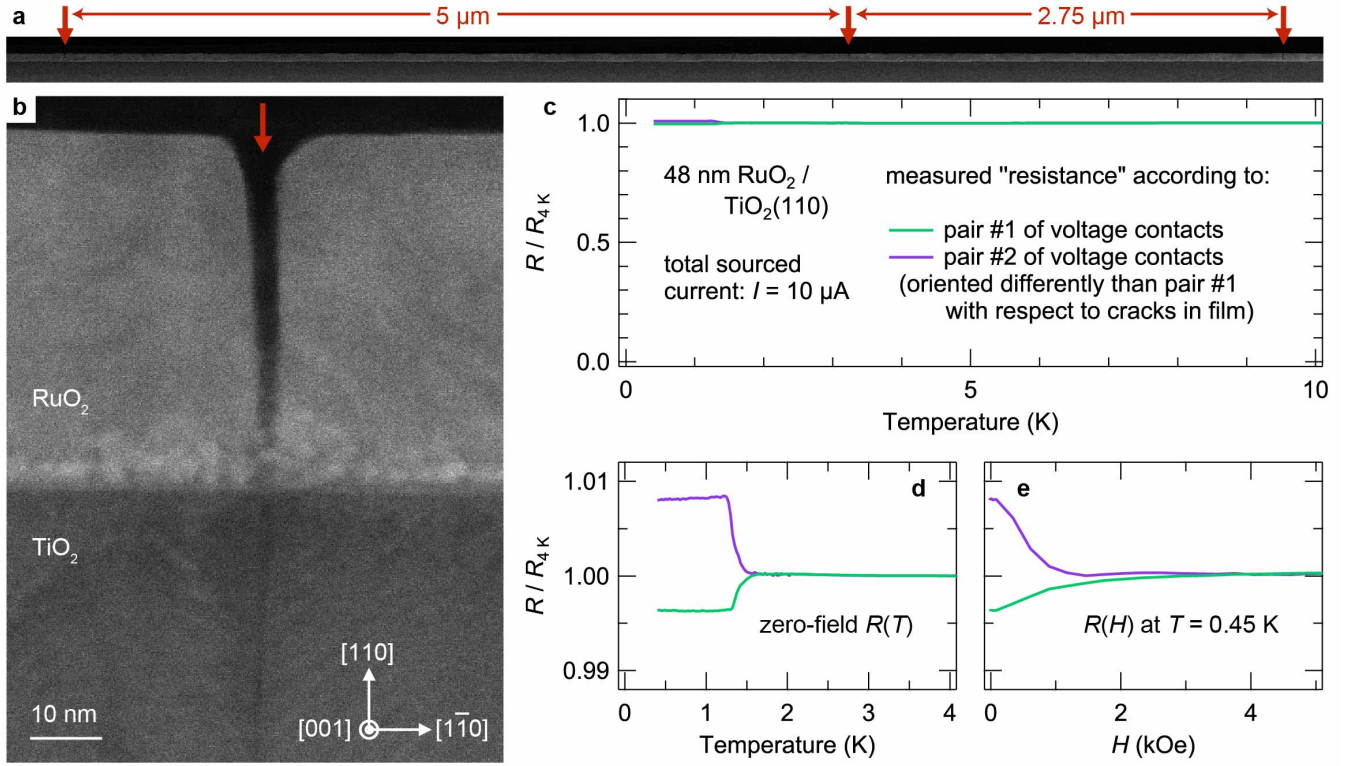 a
5 μm
2.75 μm
b
RuO₂
TiO₂
[110]
[001]
[11̅0]
10 nm
c
1.0
0.5
0.0
R / R₄ K
48 nm RuO₂ /
TiO₂(110)
total sourced
current: I = 10 μA
measured "resistance" according to:
pair #1 of voltage contacts
pair #2 of voltage contacts
(oriented differently than pair #1
with respect to cracks in film)
0 5 10
Temperature (K)
d
1.01
1.00
0.99
R / R₄ K
zero-field R(T)
0 1 2 3 4
Temperature (K)
e
R(H) at T = 0.45 K
0 2 4
H (kOe)